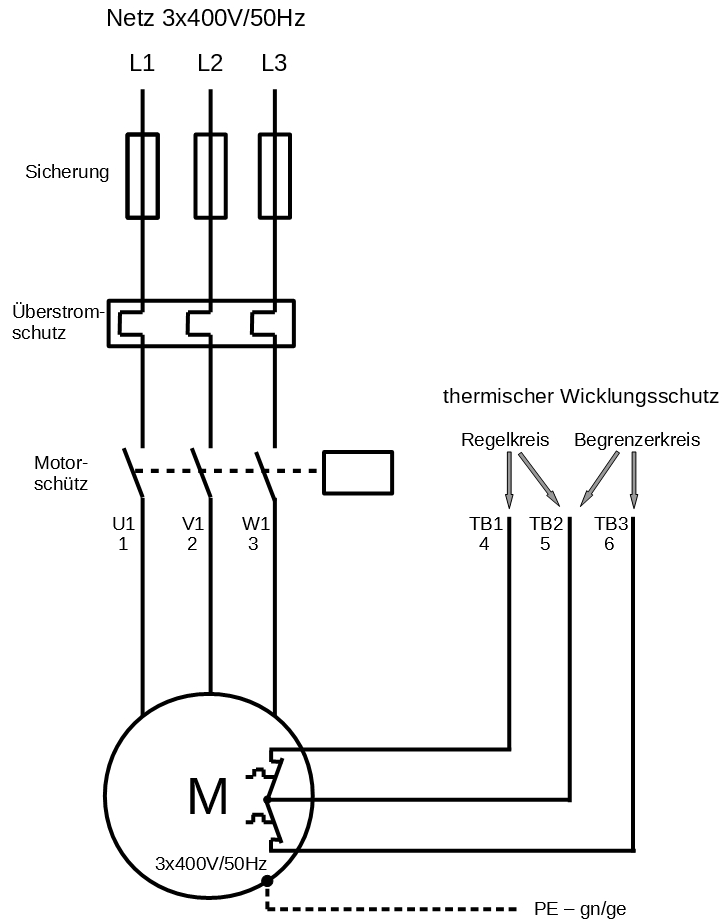 Netz 3x400V/50Hz
L1 L2 L3
Sicherung
Überstrom-
schutz
thermischer Wicklungsschutz
Regelkreis Begrenzerkreis
Motor-
schütz
U1 V1 W1 TB1 TB2 TB3
1 2 3 4 5 6
M
3x400V/50Hz
PE – gn/ge